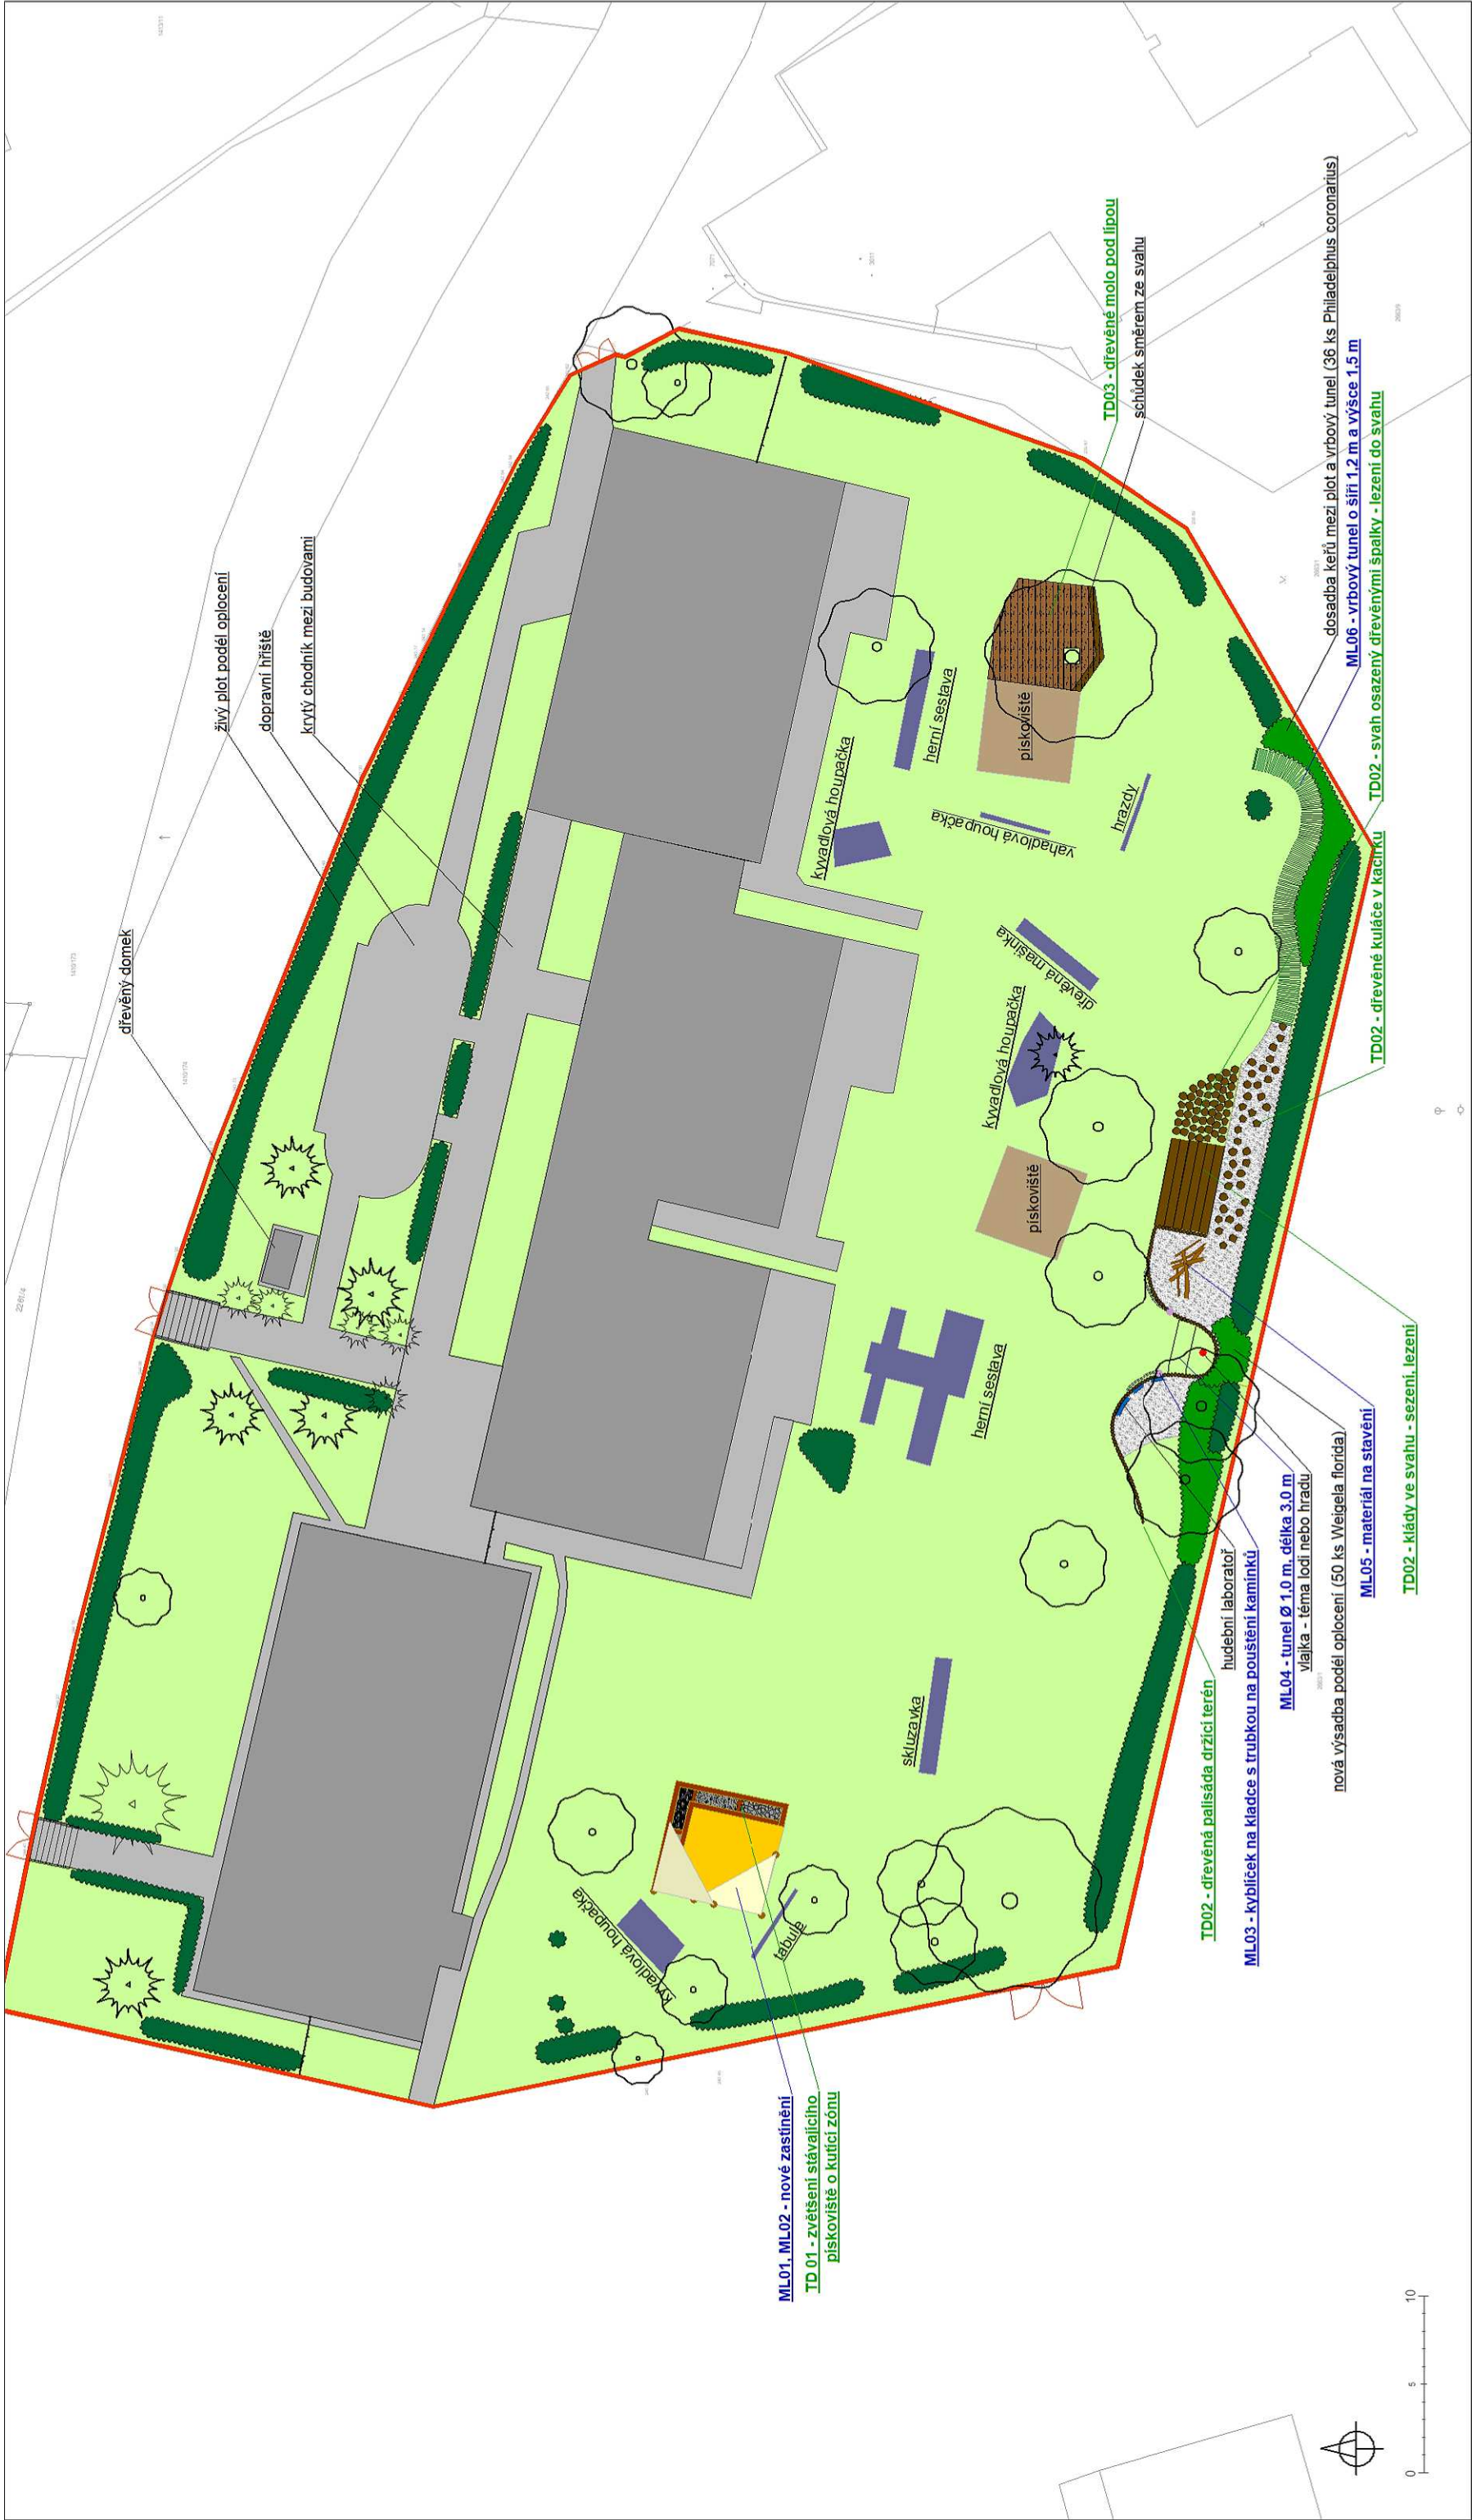 dřevěný domek
živý plot podél oplocení
dopravní hřiště
krytý chodník mezi budovami
kyvadlová houpačka
herní sestava
pískoviště
vahadlová houpačka
hrazdy
dřevěná mašinka
kyvadlová houpačka
pískoviště
herní sestava
skluzavka
kyvadlová houpačka
tabule
TD03 - dřevěné molo pod lípou
schůdek směrem ze svahu
dosadba keřů mezi plot a vrbový tunel (36 ks Philadelphus coronarius)
ML06 - vrbový tunel o šíři 1,2 m a výšce 1,5 m
TD02 - svah osazený dřevěnými špalky - lezení do svahu
TD02 - dřevěné kuláče v kačírku
TD02 - klády ve svahu - sezení, lezení
ML05 - materiál na stavění
nová výsadba podél oplocení (50 ks Weigela florida)
vlajka - téma lodi nebo hradu
ML04 - tunel Ø 1,0 m, délka 3,0 m
ML03 - kyblíček na kladce s trubkou na pouštění kamínků
hudební laboratoř
TD02 - dřevěná palisáda držící terén
ML01, ML02 - nové zastínění
TD 01 - zvětšení stávajícího
pískoviště o kutící zónu
0 5 10